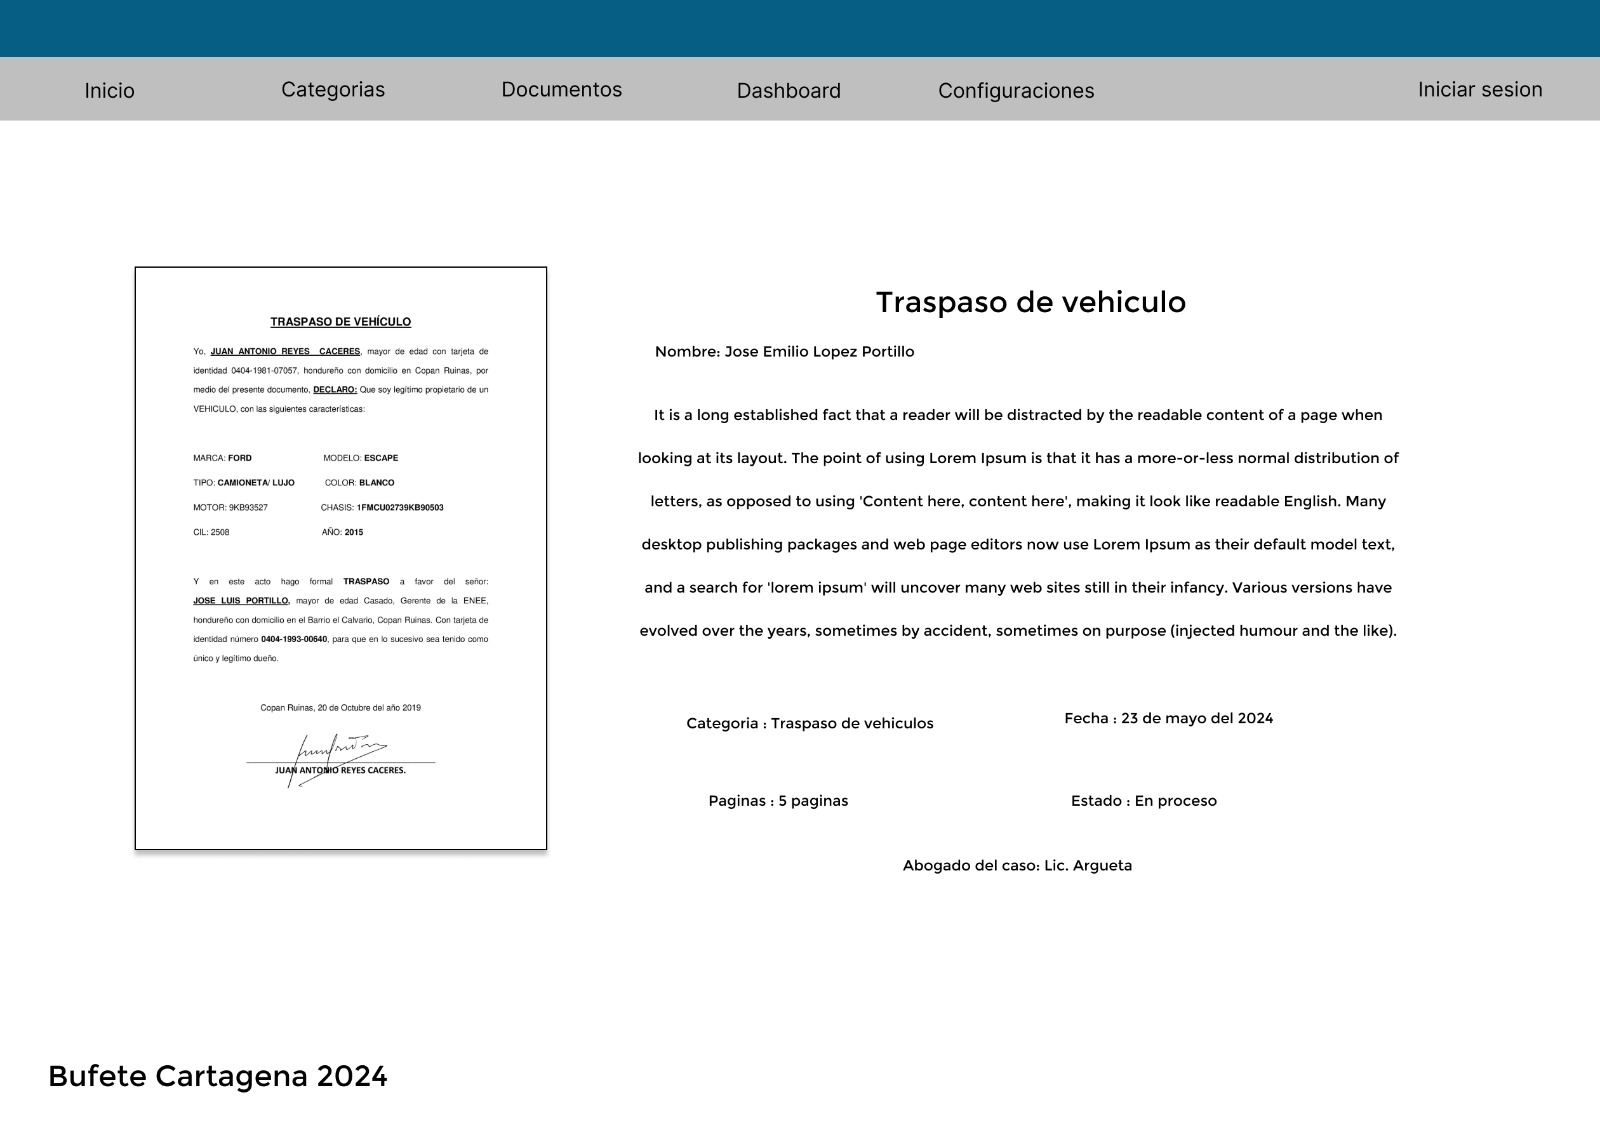 Inicio
Categorias
Documentos
Dashboard
Configuraciones
Iniciar sesion
TRASPASO DE VEHÍCULO
Yo, JUAN ANTONIO REYES CACERES, mayor de edad con tarjeta de
identidad 0404-1981-07057, hondureño con domicilio en Copan Ruinas, por
medio del presente documento, DECLARO: Que soy legítimo propietario de un
VEHICULO, con las siguientes características:
MARCA: FORD MODELO: ESCAPE
TIPO: CAMIONETA/ LUJO COLOR: BLANCO
MOTOR: 9KB93527 CHASIS: 1FMCU02739KB90503
CIL: 2508 AÑO: 2015
Y en este acto hago formal TRASPASO a favor del señor:
JOSE LUIS PORTILLO, mayor de edad Casado, Gerente de la ENEE,
hondureño con domicilio en el Barrio el Calvario, Copan Ruinas. Con tarjeta de
identidad número 0404-1993-00640, para que en lo sucesivo sea tenido como
único y legítimo dueño.
Copan Ruinas, 20 de Octubre del año 2019
JUAN ANTONIO REYES CACERES.
Traspaso de vehiculo
Nombre: Jose Emilio Lopez Portillo
It is a long established fact that a reader will be distracted by the readable content of a page when
looking at its layout. The point of using Lorem Ipsum is that it has a more-or-less normal distribution of
letters, as opposed to using 'Content here, content here', making it look like readable English. Many
desktop publishing packages and web page editors now use Lorem Ipsum as their default model text,
and a search for 'lorem ipsum' will uncover many web sites still in their infancy. Various versions have
evolved over the years, sometimes by accident, sometimes on purpose (injected humour and the like).
Categoria : Traspaso de vehiculos
Fecha : 23 de mayo del 2024
Paginas : 5 paginas
Estado : En proceso
Abogado del caso: Lic. Argueta
Bufete Cartagena 2024